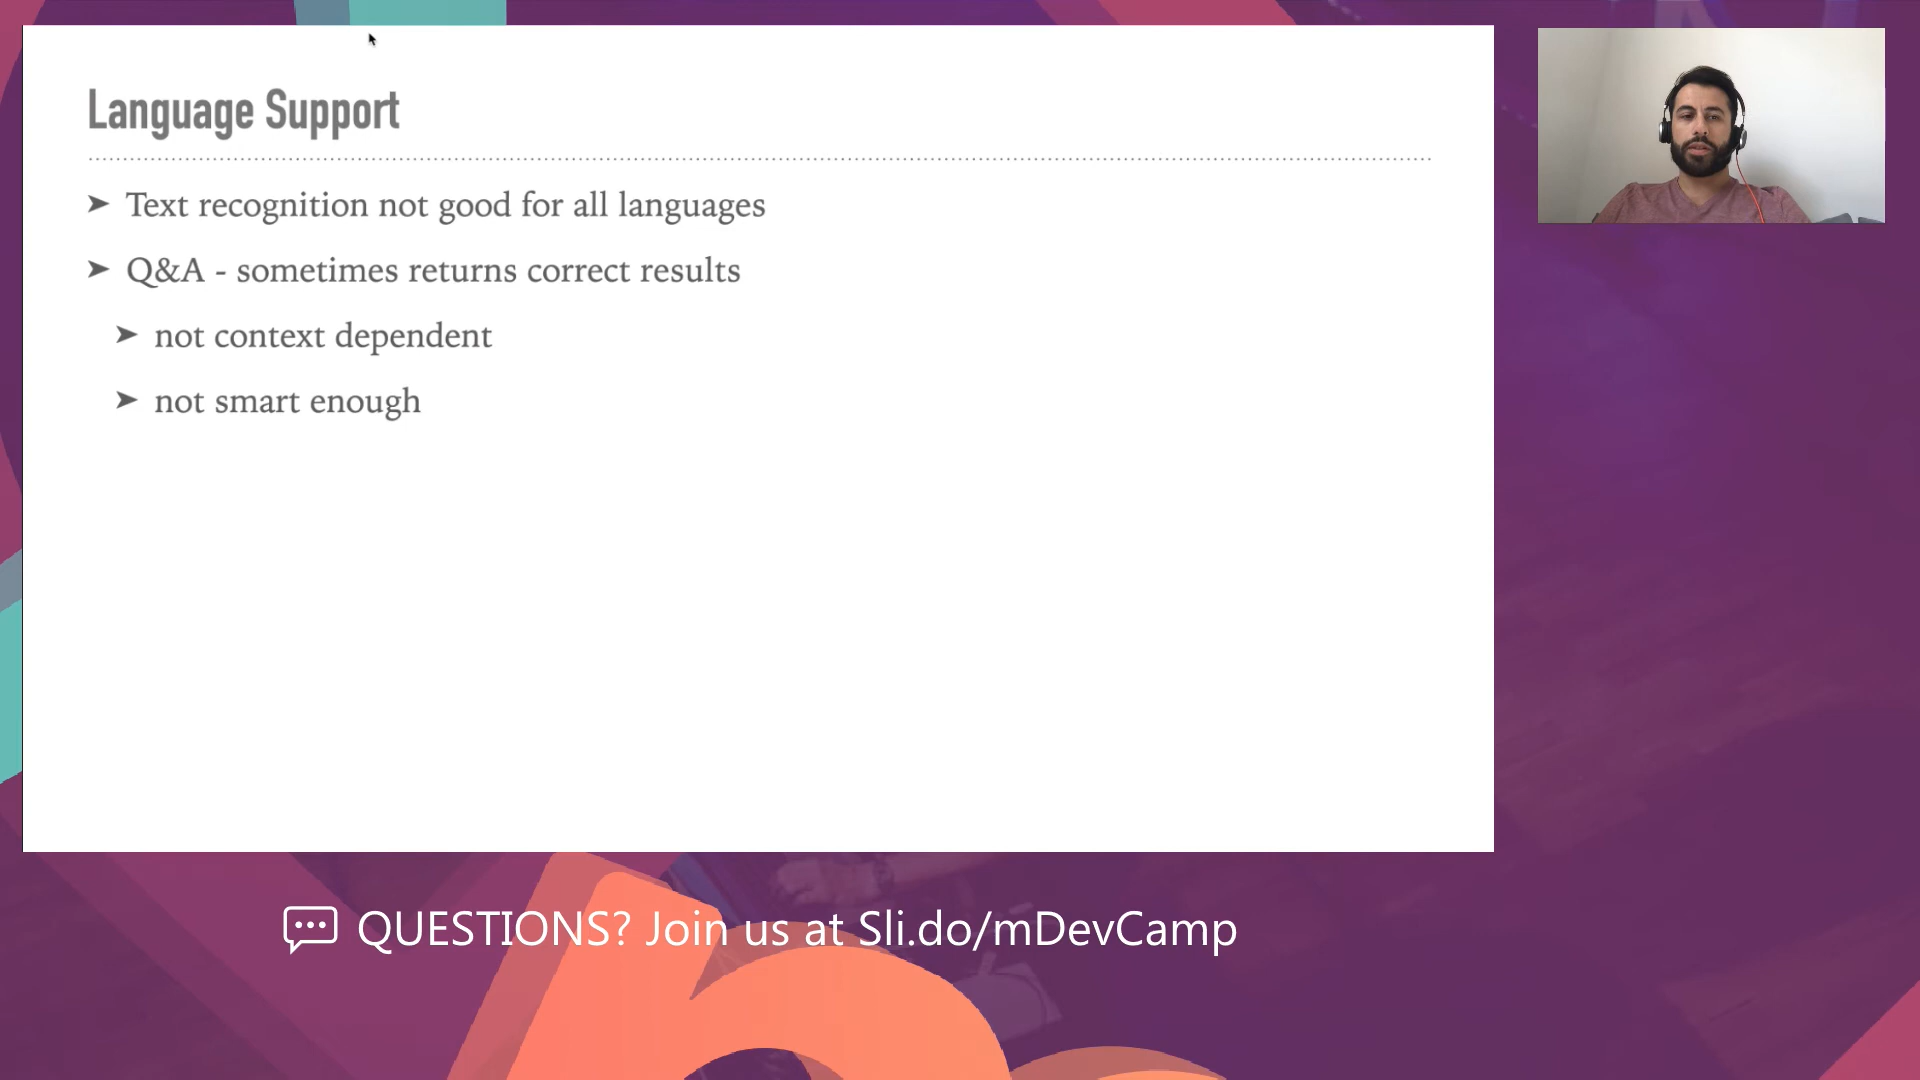 Language Support
➤ Text recognition not good for all languages
➤ Q&A - sometimes returns correct results
➤ not context dependent
➤ not smart enough
QUESTIONS? Join us at Sli.do/mDevCamp